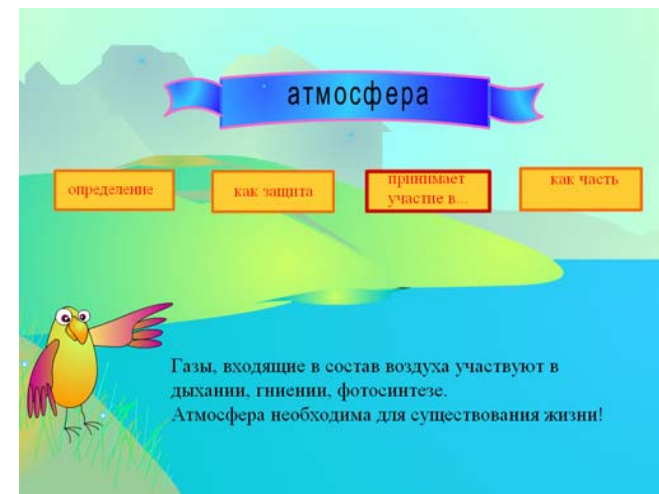 атмосфера
определение
как защита
принимает
участие в...
как часть
Газы, входящие в состав воздуха участвуют в
дыхании, гниении, фотосинтезе.
Атмосфера необходима для существования жизни!